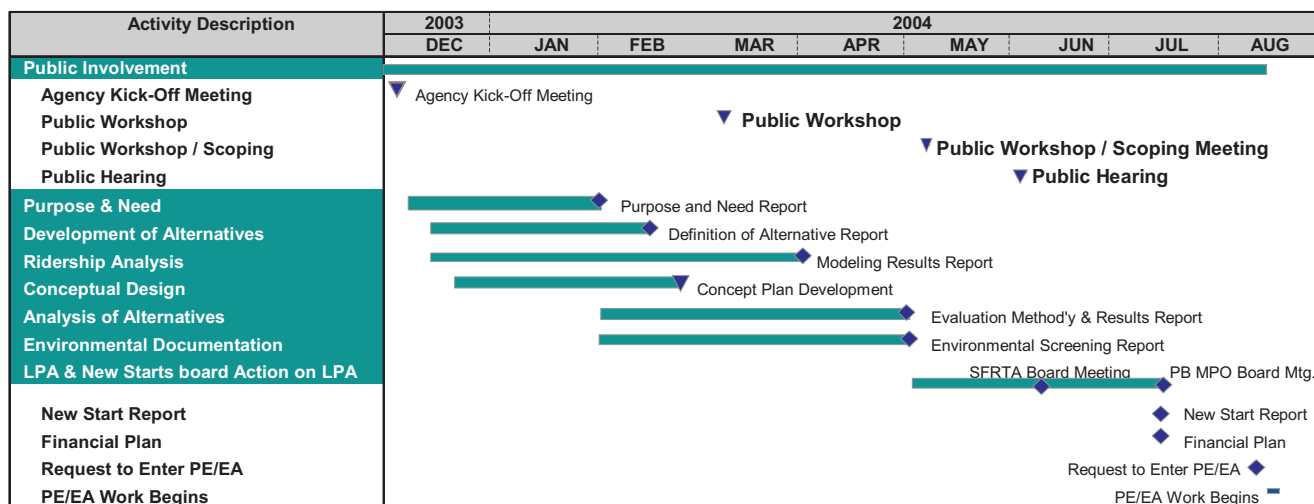 Activity Description 2003 2004
DEC JAN FEB MAR APR MAY JUN JUL AUG
Public Involvement
Agency Kick-Off Meeting Agency Kick-Off Meeting
Public Workshop Public Workshop
Public Workshop / Scoping Public Workshop / Scoping Meeting
Public Hearing Public Hearing
Purpose & Need Purpose and Need Report
Development of Alternatives Definition of Alternative Report
Ridership Analysis Modeling Results Report
Conceptual Design Concept Plan Development
Analysis of Alternatives Evaluation Method'y & Results Report
Environmental Documentation Environmental Screening Report
LPA & New Starts board Action on LPA SFRTA Board Meeting PB MPO Board Mtg.
New Start Report New Start Report
Financial Plan Financial Plan
Request to Enter PE/EA Request to Enter PE/EA
PE/EA Work Begins PE/EA Work Begins